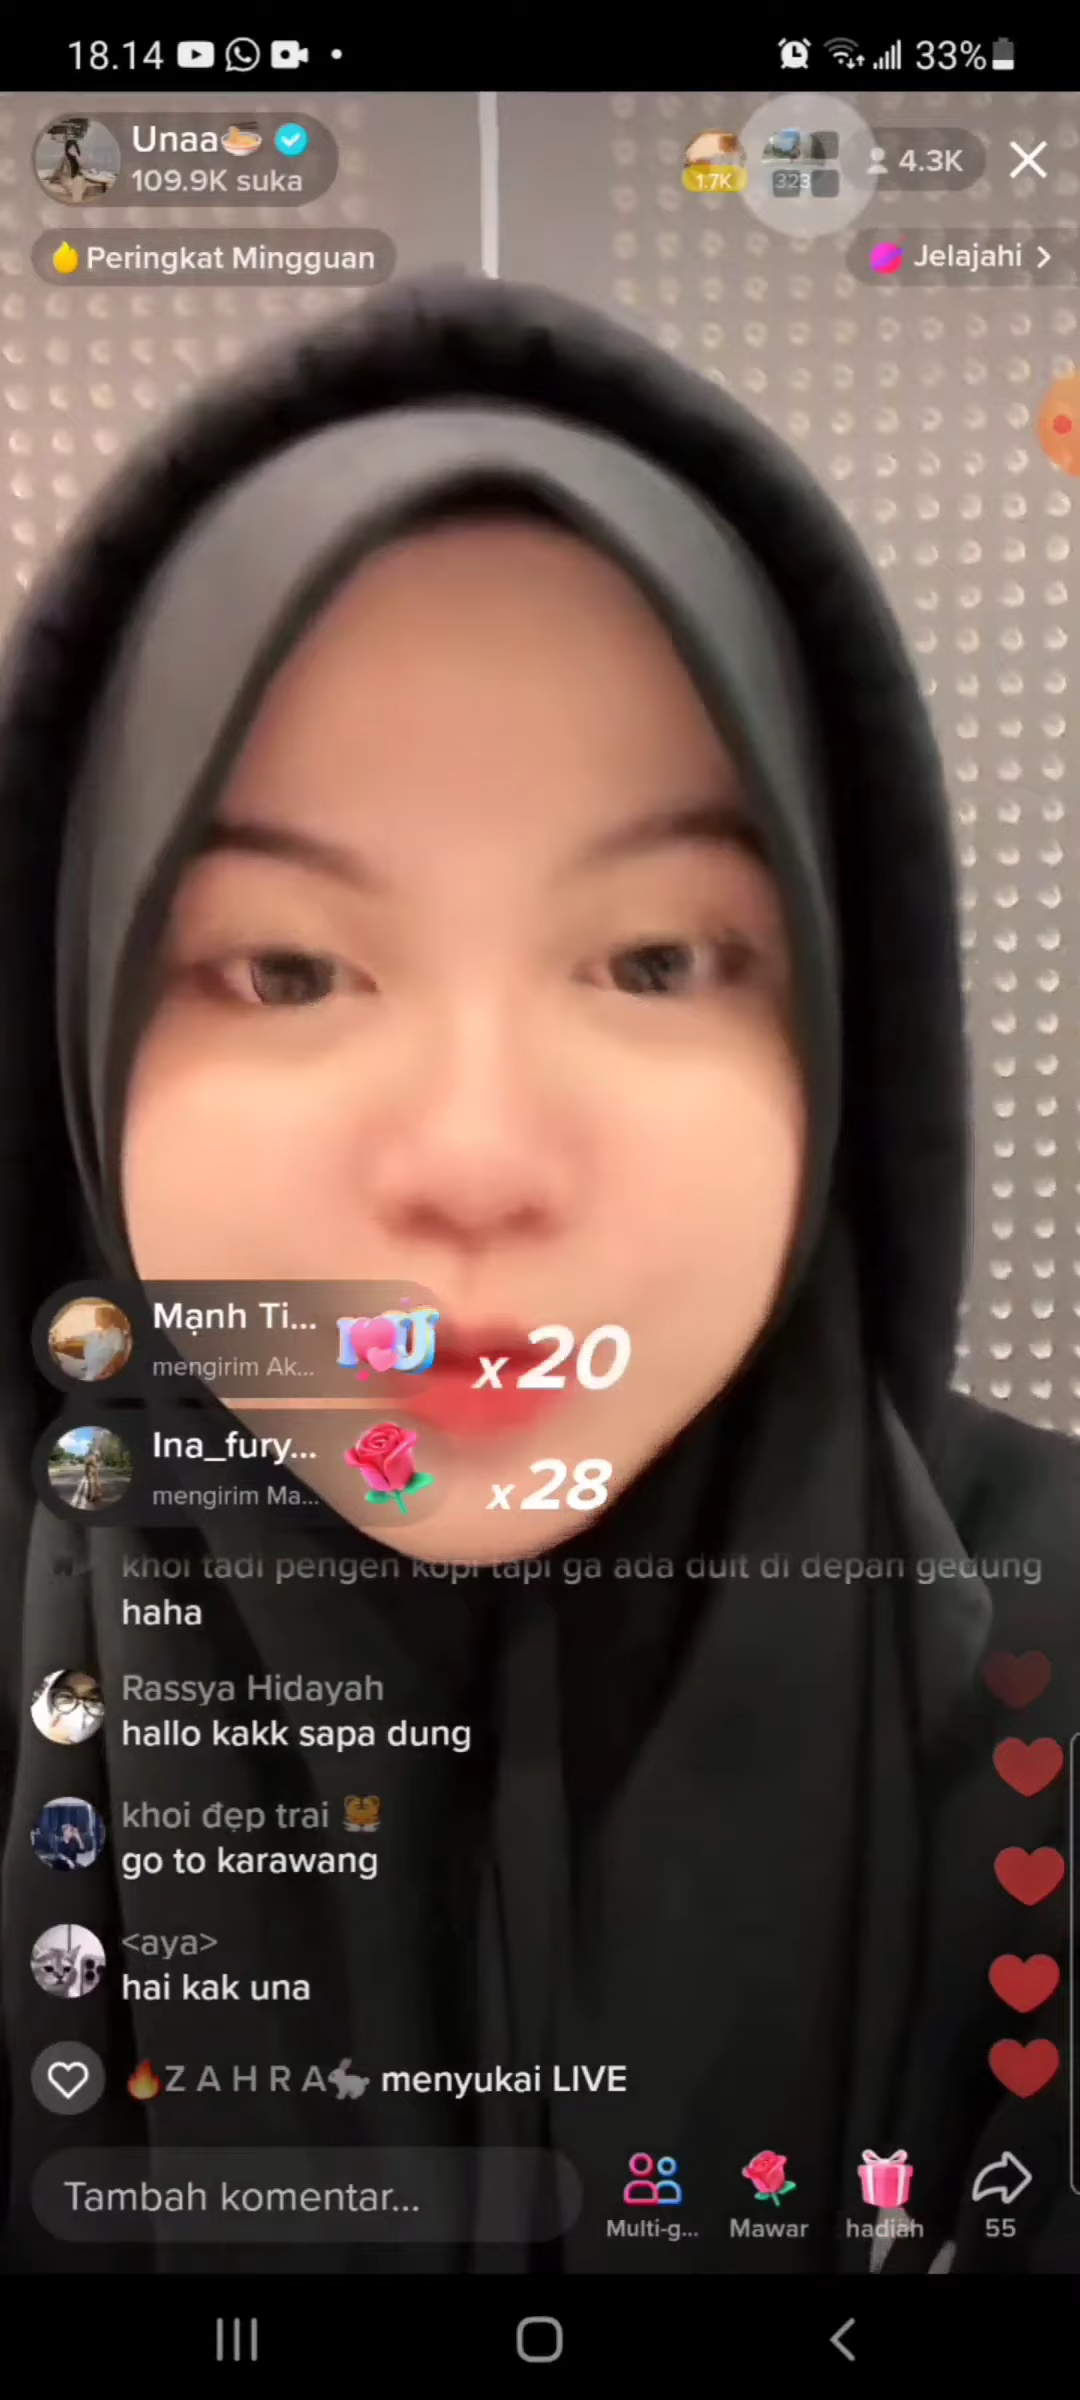 18.14
33%
Unaa
109.9K suka
1.7K
323
4.3K
Peringkat Mingguan
Jelajahi
Mạnh Ti...
mengirim Ak...
x 20
Ina_fury...
mengirim Ma...
x 28
khoi tadi pengen kopi tapi ga ada duit di depan gedung
haha
Rassya Hidayah
hallo kakk sapa dung
khoi đẹp trai
go to karawang
<aya>
hai kak una
Z A H R A menyukai LIVE
Tambah komentar...
Multi-g...
Mawar
hadiah
55